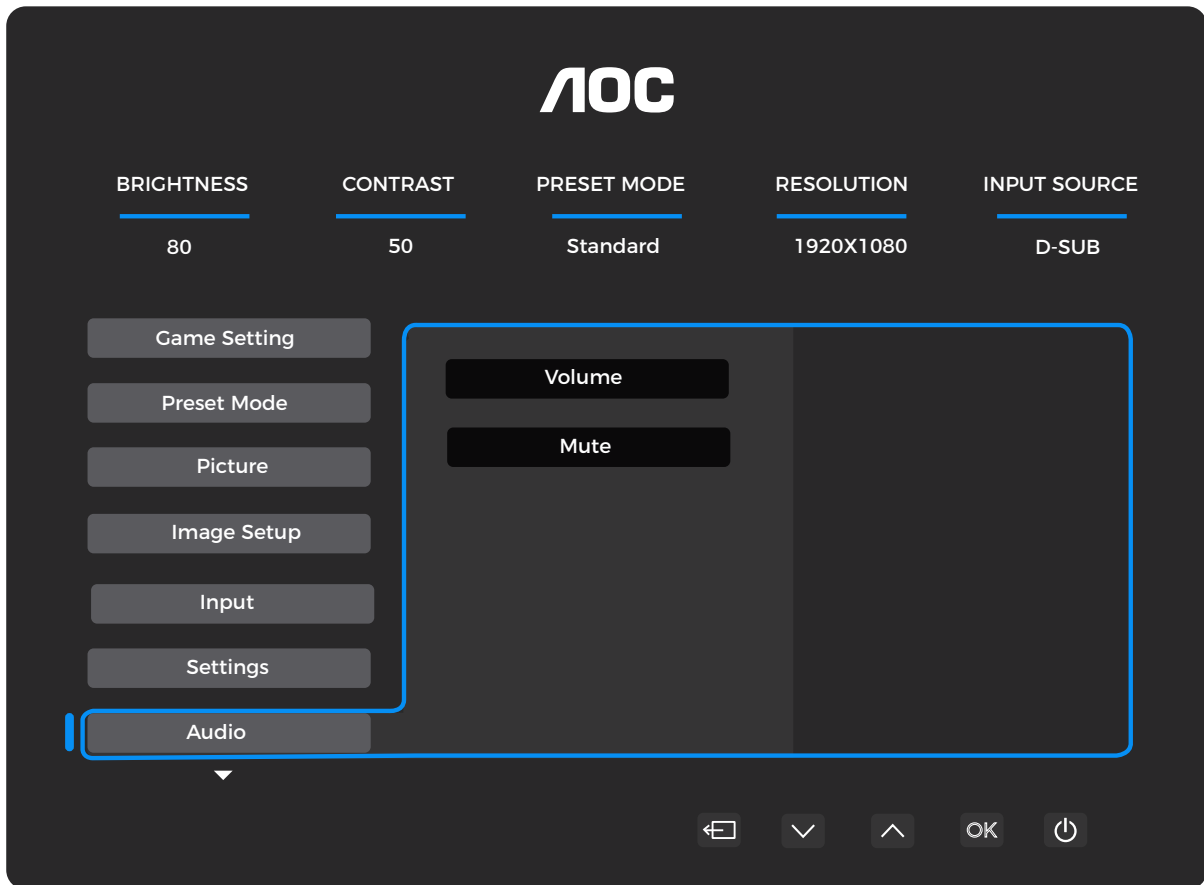 AOC
BRIGHTNESS CONTRAST PRESET MODE RESOLUTION INPUT SOURCE
80 50 Standard 1920X1080 D-SUB
Game Setting
Volume
Preset Mode
Mute
Picture
Image Setup
Input
Settings
Audio
OK